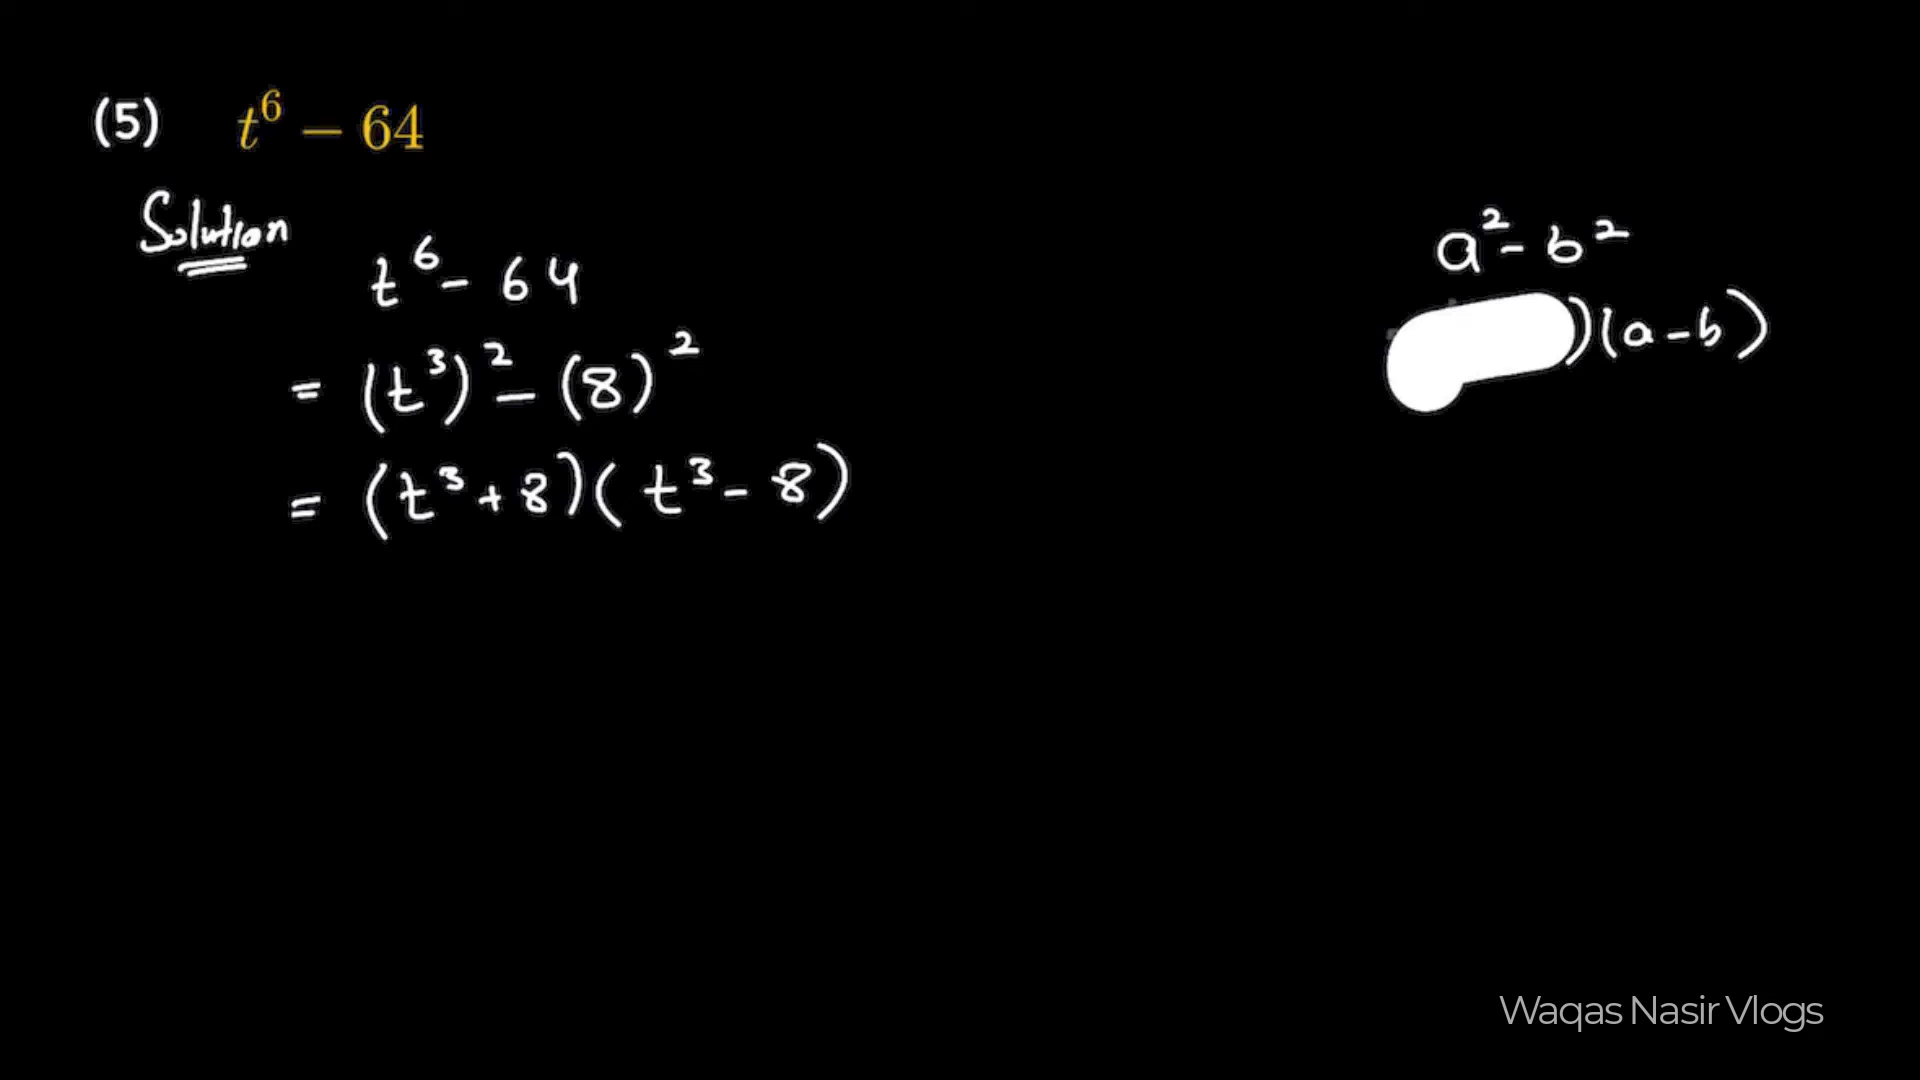 (5) t⁶ − 64
Solution
t⁶ - 64
= (t³)² - (8)²
= (t³ + 8)(t³ - 8)
a² - b²
)(a - b)
Waqas Nasir Vlogs